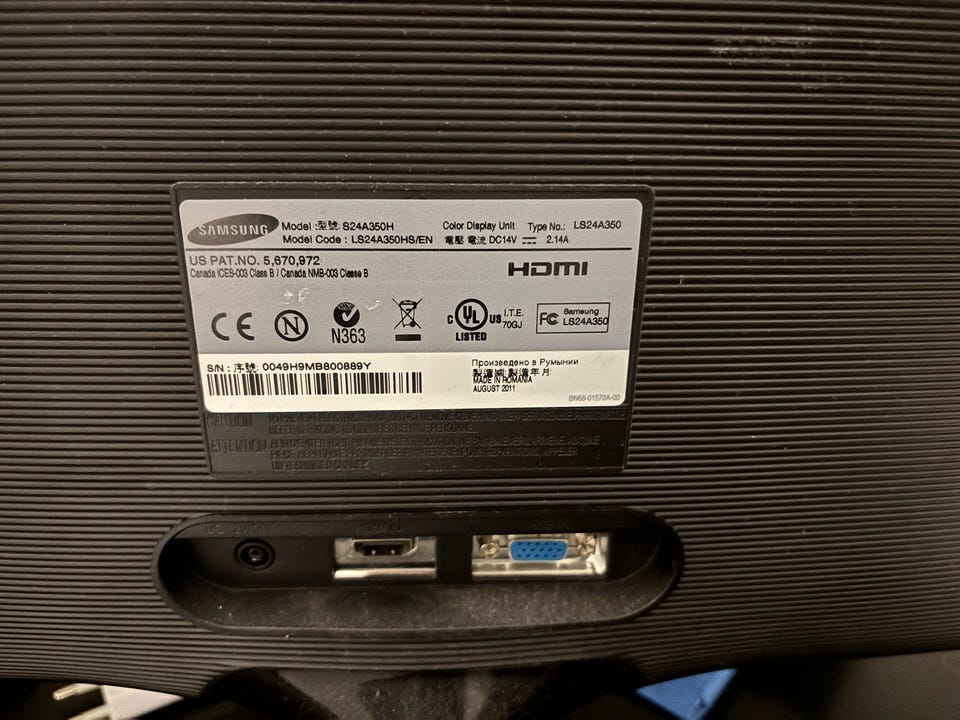 SAMSUNG
Model :型號: S24A350H
Color Display Unit Type No.: LS24A350
Model Code : LS24A350HS/EN
電壓 電流 DC14V ⎓ 2.14A
US PAT.NO. 5,670,972
Canada ICES-003 Class B / Canada NMB-003 Classe B
HDMI
CE
N
N363
C UL US
LISTED
I.T.E.
70GJ
FC
Samsung
LS24A350
S/N : 序號: 0049H9MB800889Y
Произведено в Румынии
製造國: 製造年月:
MADE IN ROMANIA
AUGUST 2011
BN68-01570A-00
CAUTION
ATTENTION